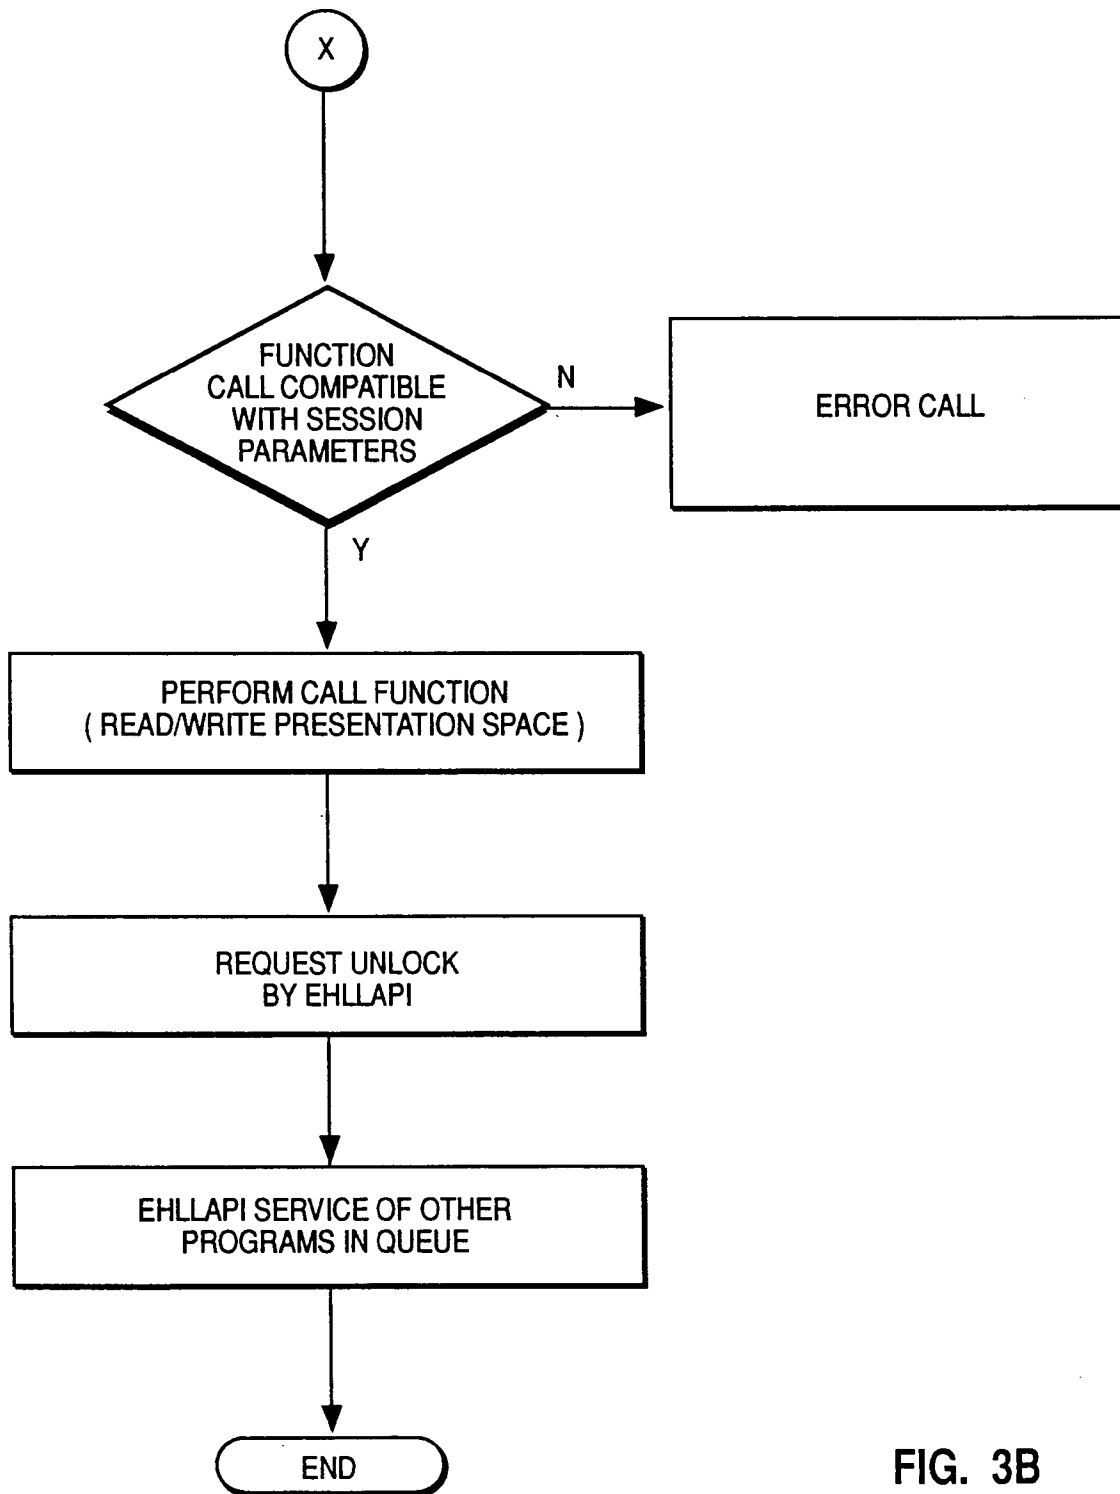 X
FUNCTION
CALL COMPATIBLE
WITH SESSION
PARAMETERS
N
ERROR CALL
Y
PERFORM CALL FUNCTION
( READ/WRITE PRESENTATION SPACE )
REQUEST UNLOCK
BY EHLLAPI
EHLLAPI SERVICE OF OTHER
PROGRAMS IN QUEUE
END
FIG. 3B